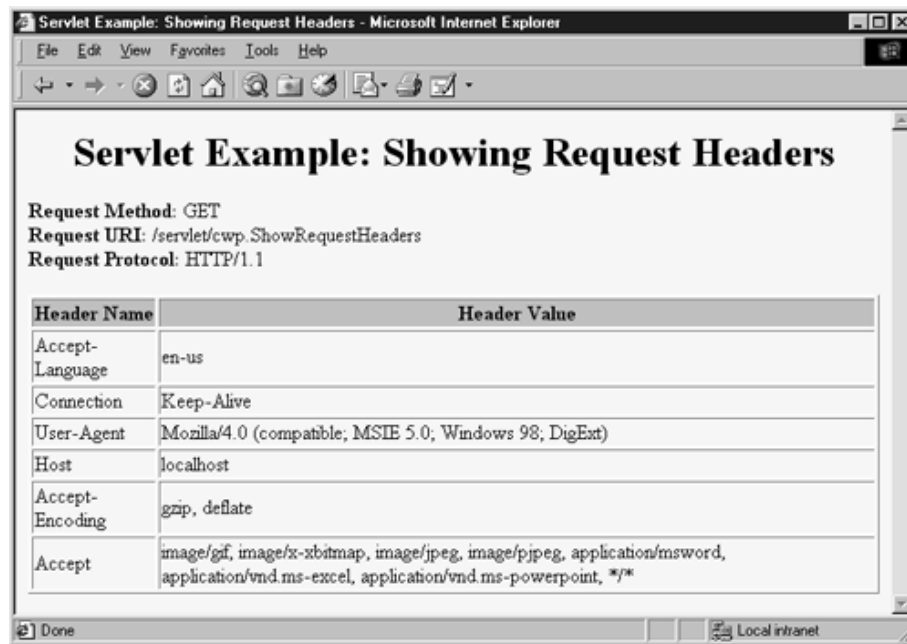 Servlet Example: Showing Request Headers - Microsoft Internet Explorer
File Edit View Favorites Tools Help
Servlet Example: Showing Request Headers
Request Method: GET
Request URI: /servlet/cwp.ShowRequestHeaders
Request Protocol: HTTP/1.1
Header Name Header Value
Accept-
Language
en-us
Connection Keep-Alive
User-Agent Mozilla/4.0 (compatible; MSIE 5.0; Windows 98; DigExt)
Host localhost
Accept-
Encoding
gzip, deflate
Accept
image/gif, image/x-xbitmap, image/jpeg, image/pjpeg, application/msword,
application/vnd.ms-excel, application/vnd.ms-powerpoint, */*
Done Local intranet